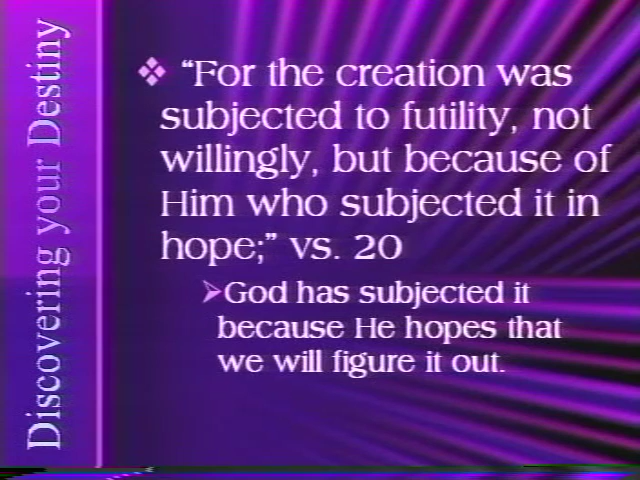 Discovering your Destiny
❖ “For the creation was
subjected to futility, not
willingly, but because of
Him who subjected it in
hope;” vs. 20
➢God has subjected it
because He hopes that
we will figure it out.